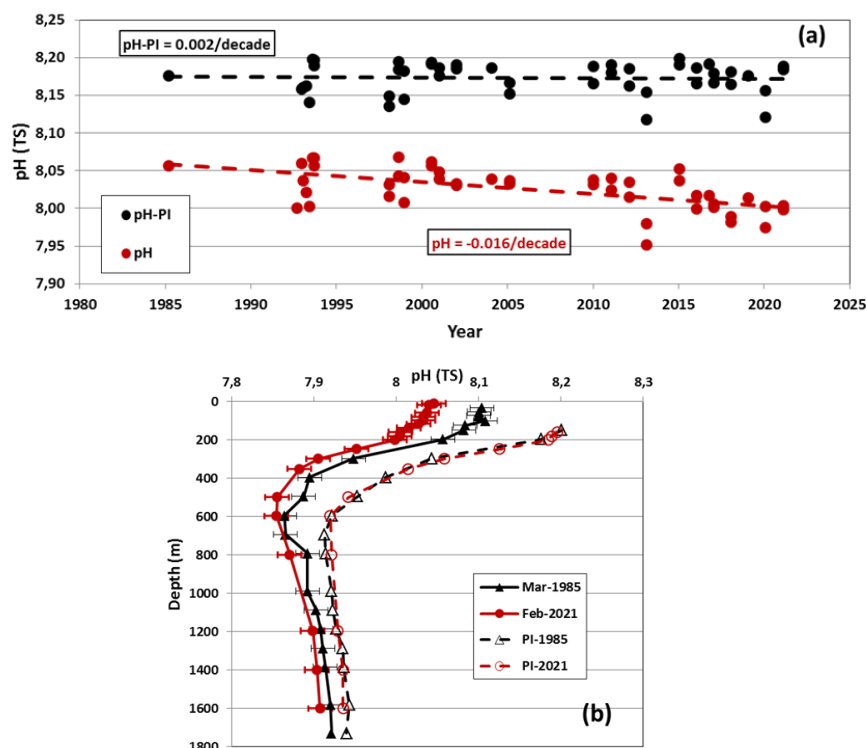 (a)
pH-PI = 0.002/decade
8,25
8,20
8,15
8,10
8,05
8,00
7,95
7,90
pH (TS)
pH-PI
pH
pH = -0.016/decade
1980 1985 1990 1995 2000 2005 2010 2015 2020 2025
Year
pH (TS)
7,8 7,9 8 8,1 8,2 8,3
0
200
400
600
800
1000
1200
1400
1600
1800
Depth (m)
Mar-1985
Feb-2021
PI-1985
PI-2021
(b)